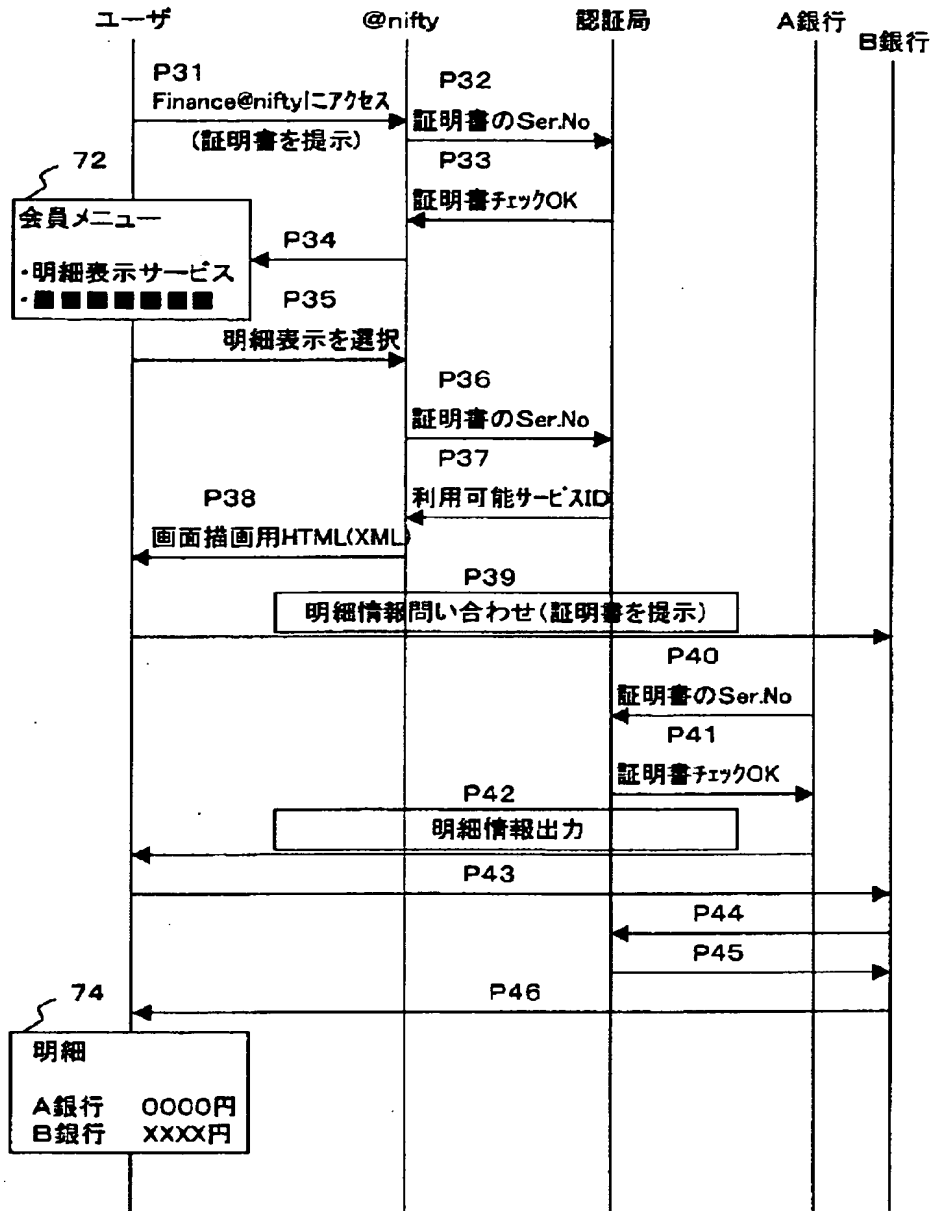 ユーザ
@nifty
認証局
A銀行
B銀行
P31
Finance@niftyにアクセス
(証明書を提示)
P32
証明書のSer.No
P33
証明書チェックOK
72
会員メニュー
・明細表示サービス
・■■■■■■■
P34
P35
明細表示を選択
P36
証明書のSer.No
P37
利用可能サービスID
P38
画面描画用HTML(XML)
P39
明細情報問い合わせ(証明書を提示)
P40
証明書のSer.No
P41
証明書チェックOK
P42
明細情報出力
P43
P44
P45
P46
74
明細
A銀行 0000円
B銀行 XXXX円